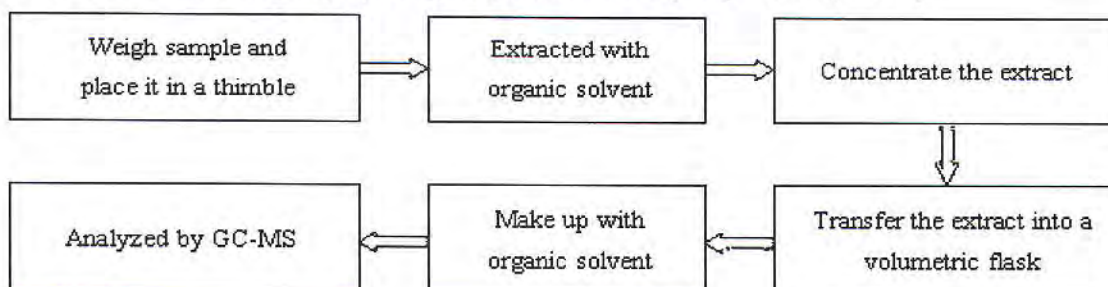 Weigh sample and
place it in a thimble
Extracted with
organic solvent
Concentrate the extract
Transfer the extract into a
volumetric flask
Make up with
organic solvent
Analyzed by GC-MS